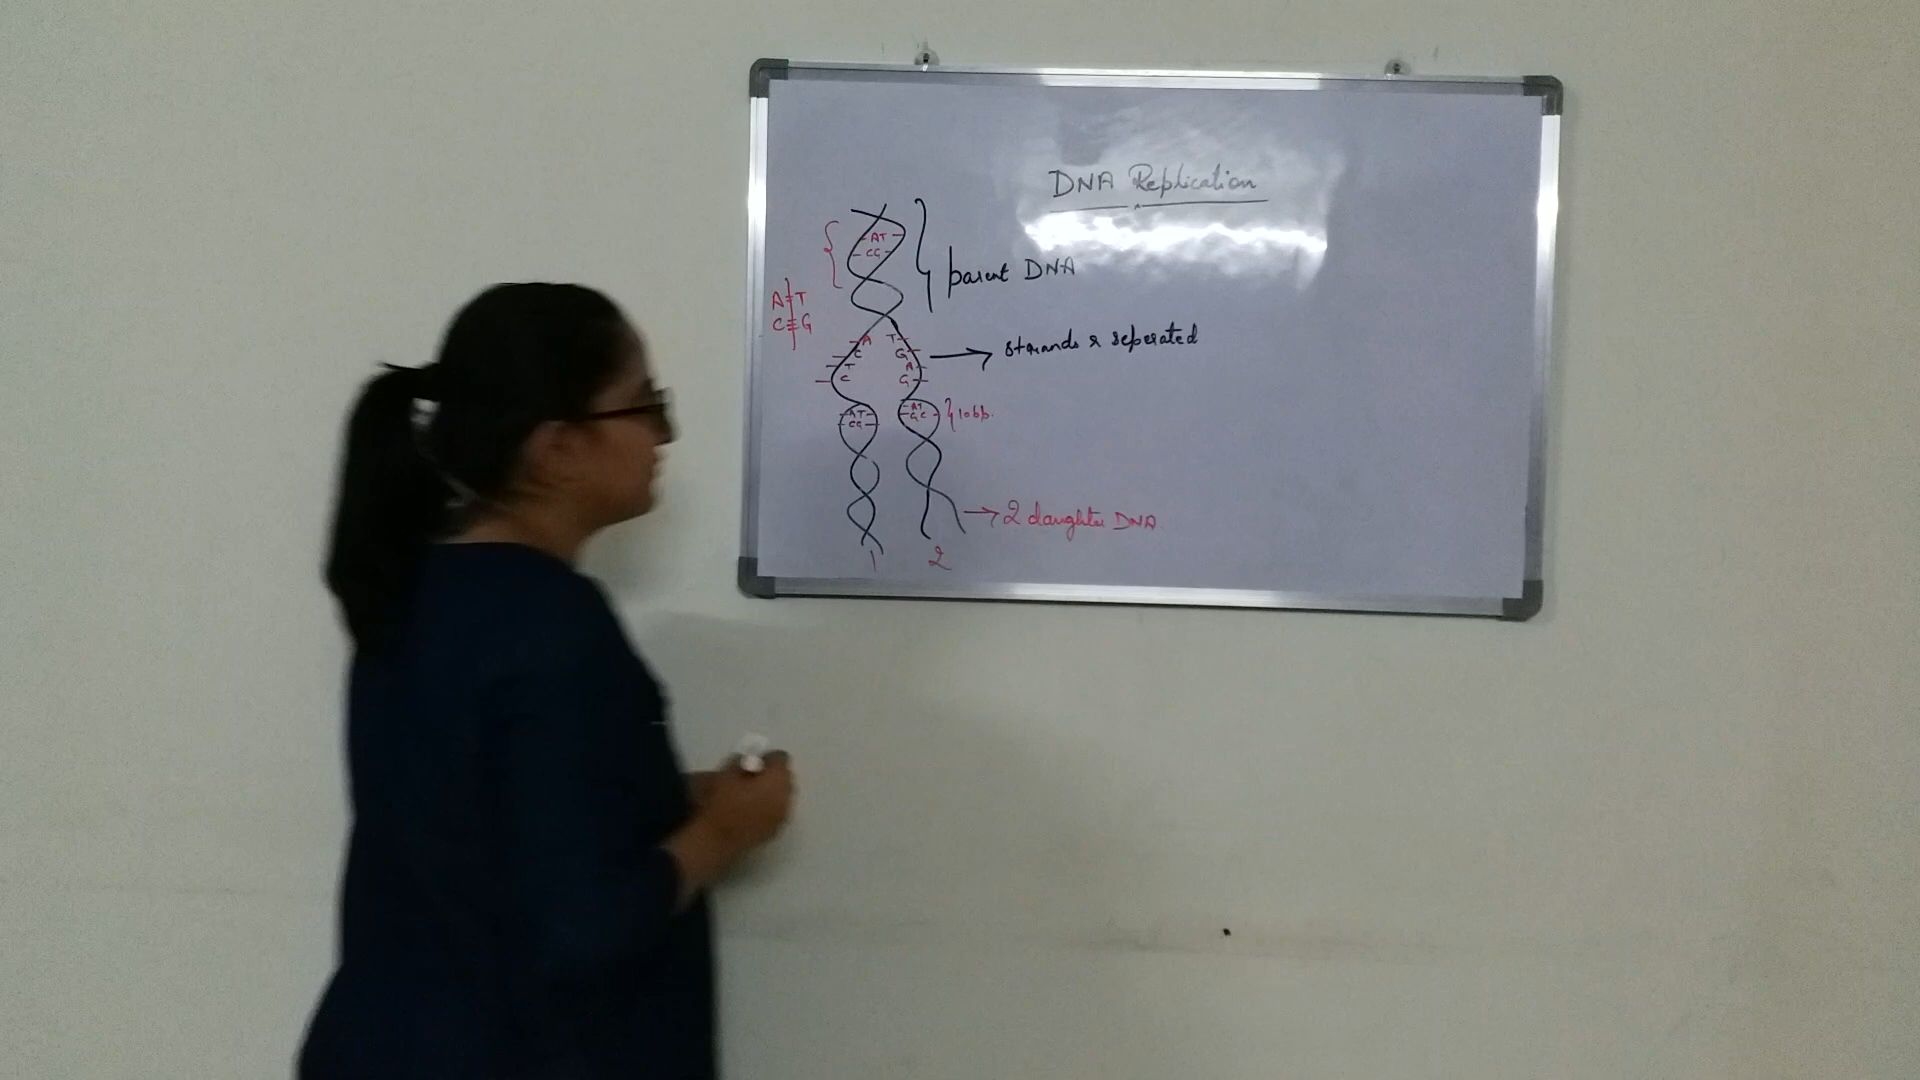 DNA Replication
AT
CG
parent DNA
A=T
C≡G
A T
C G
T A
C G
strands & seperated
AT
CG
AT
GC
10bp.
2 daughter DNA
1 2